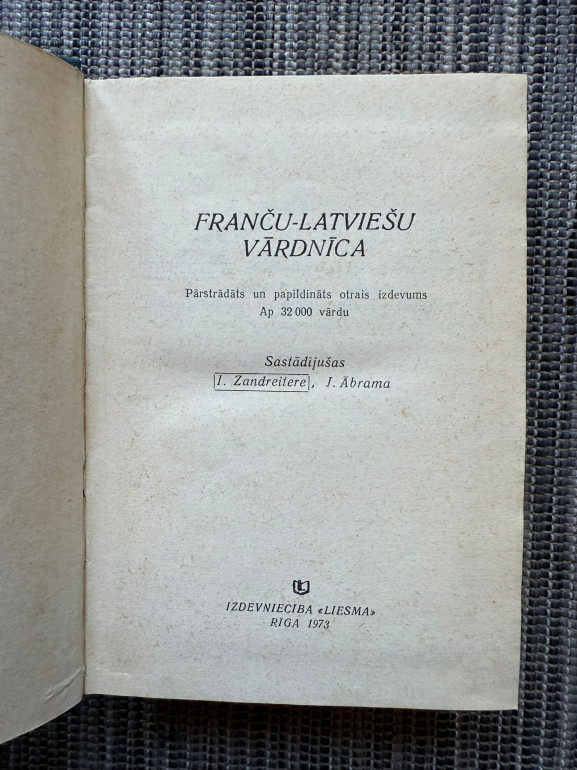 FRANČU-LATVIEŠU
VĀRDNĪCA
Pārstrādāts un papildināts otrais izdevums
Ap 32 000 vārdu
Sastādījušas
I. Zandreitere, J. Ābrama
IZDEVNIECĪBA «LIESMA»
RĪGA 1973